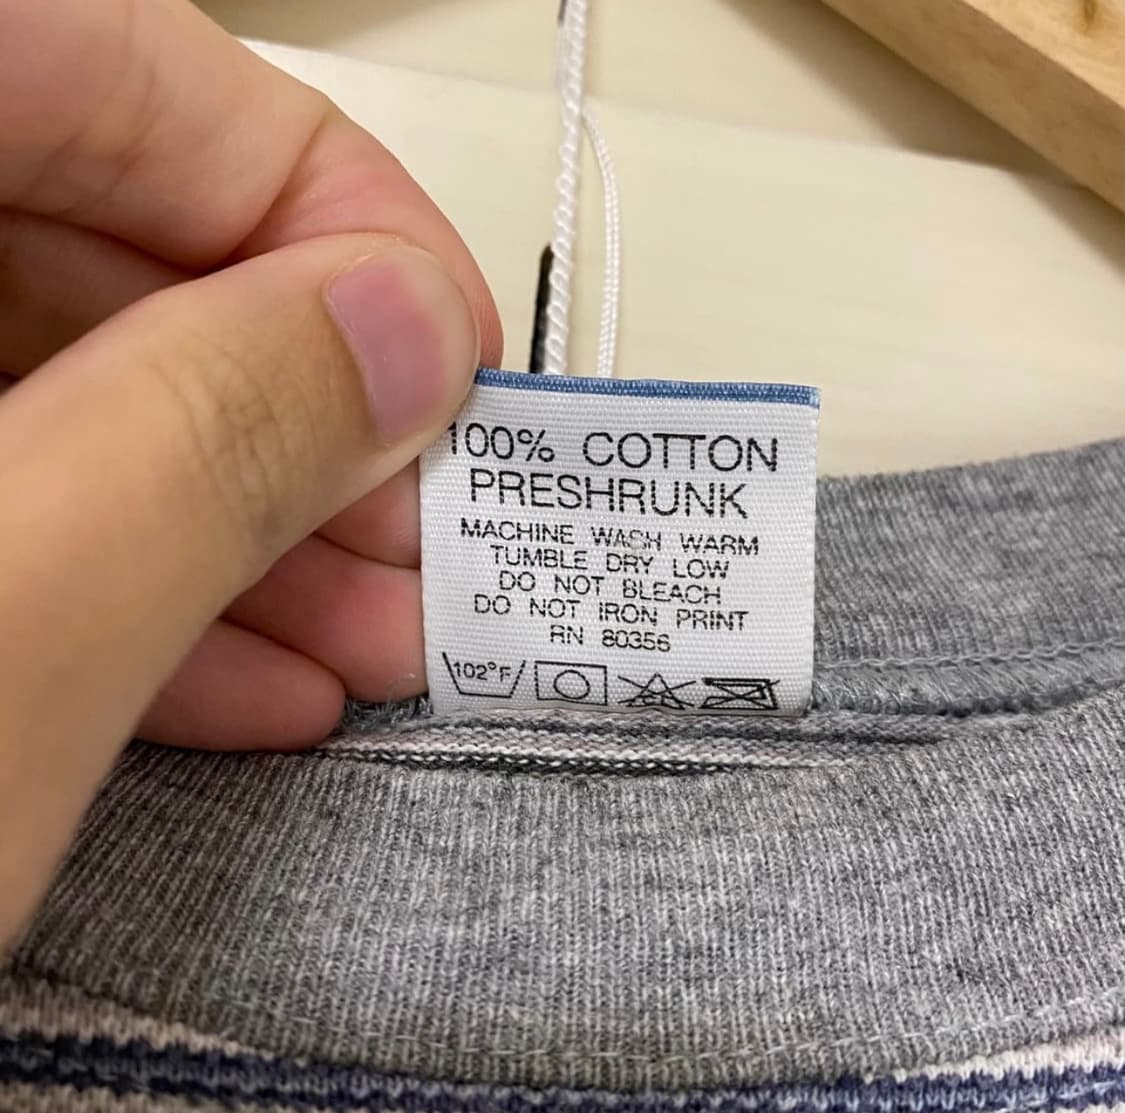 100% COTTON
PRESHRUNK
MACHINE WASH WARM
TUMBLE DRY LOW
DO NOT BLEACH
DO NOT IRON PRINT
RN 80356
102°F